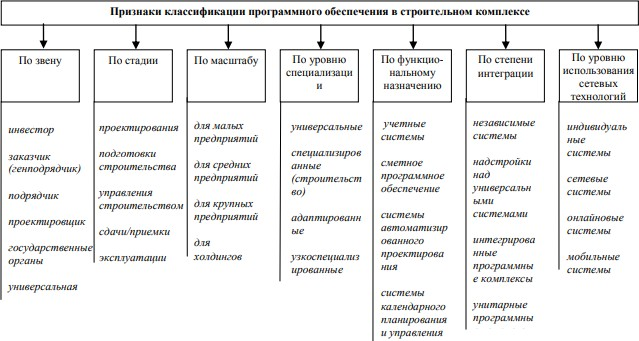 Признаки классификации программного обеспечения в строительном комплексе
По звену
инвестор
заказчик
(генподрядчик)
подрядчик
проектировщик
государственные
органы
универсальная
По стадии
проектирования
подготовки
строительства
управления
строительством
сдачи/приемки
эксплуатации
По масштабу
для малых
предприятий
для средних
предприятий
для крупных
предприятий
для
холдингов
По уровню
специализаци
и
универсальные
специализиров
анные
(строительст
во)
адаптированн
ые
узкоспециализ
ированные
По функцио-
нальному
назначению
учетные
системы
сметное
программное
обеспечение
системы
автоматизир
ованного
проектирова
ния
системы
календарного
планирования
и управления
По степени
интеграции
независимые
системы
надстройки
над
универсальн
ыми
системами
интегрирова
нные
программны
е комплексы
унитарные
программны
По уровню
использования
сетевых
технологий
индивидуаль
ные
системы
сетевые
системы
онлайновые
системы
мобильные
системы